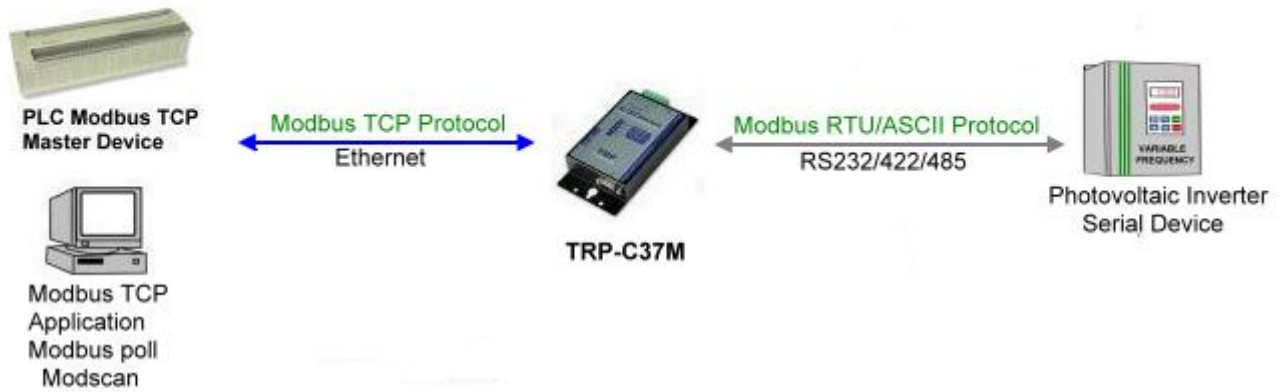 PLC Modbus TCP
Master Device
Modbus TCP Protocol
Ethernet
Modbus TCP
Application
Modbus poll
Modscan
TRP-C37M
Modbus RTU/ASCII Protocol
RS232/422/485
VARIABLE
FREQUENCY
Photovoltaic Inverter
Serial Device